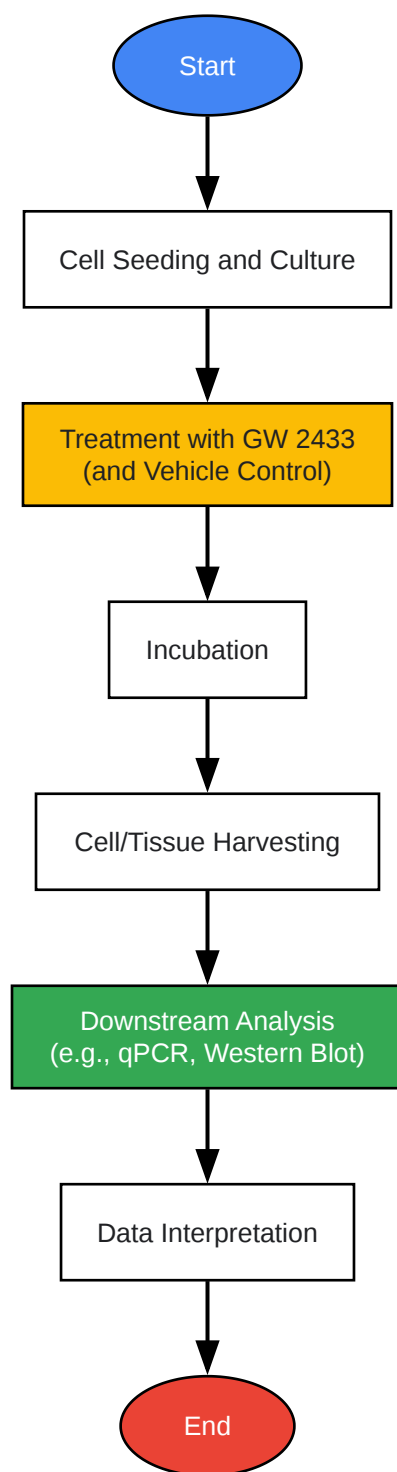 Start
Cell Seeding and Culture
Treatment with GW 2433
(and Vehicle Control)
Incubation
Cell/Tissue Harvesting
Downstream Analysis
(e.g., qPCR, Western Blot)
Data Interpretation
End